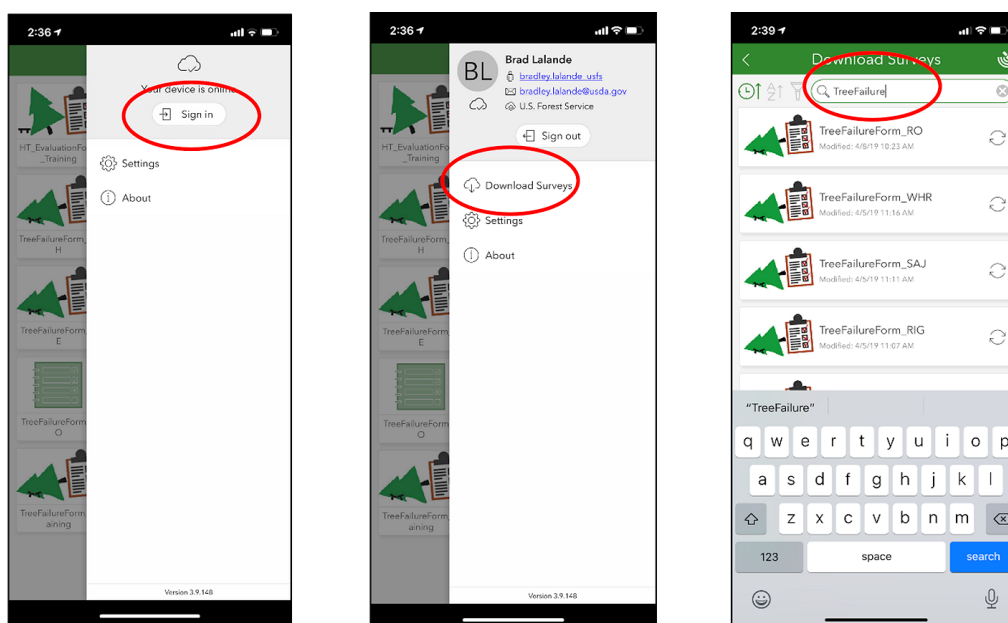 2:36
Your device is online
Sign in
HT_EvaluationFo
_Training
Settings
About
TreeFailureForm_
H
TreeFailureForm_
E
TreeFailureForm
O
TreeFailureForm
aining
Version 3.9.148
2:36
BL
Brad Lalande
bradley.lalande_usfs
bradley.lalande@usda.gov
U.S. Forest Service
Sign out
HT_EvaluationFo
_Training
Download Surveys
Settings
About
TreeFailureForm_
H
TreeFailureForm_
E
TreeFailureForm
O
TreeFailureForm
aining
Version 3.9.148
2:39
Download Surveys
TreeFailure
TreeFailureForm_RO
Modified: 4/8/19 10:23 AM
TreeFailureForm_WHR
Modified: 4/5/19 11:16 AM
TreeFailureForm_SAJ
Modified: 4/5/19 11:11 AM
TreeFailureForm_RIG
Modified: 4/5/19 11:07 AM
"TreeFailure"
q w e r t y u i o p
a s d f g h j k l
z x c v b n m
123 space search